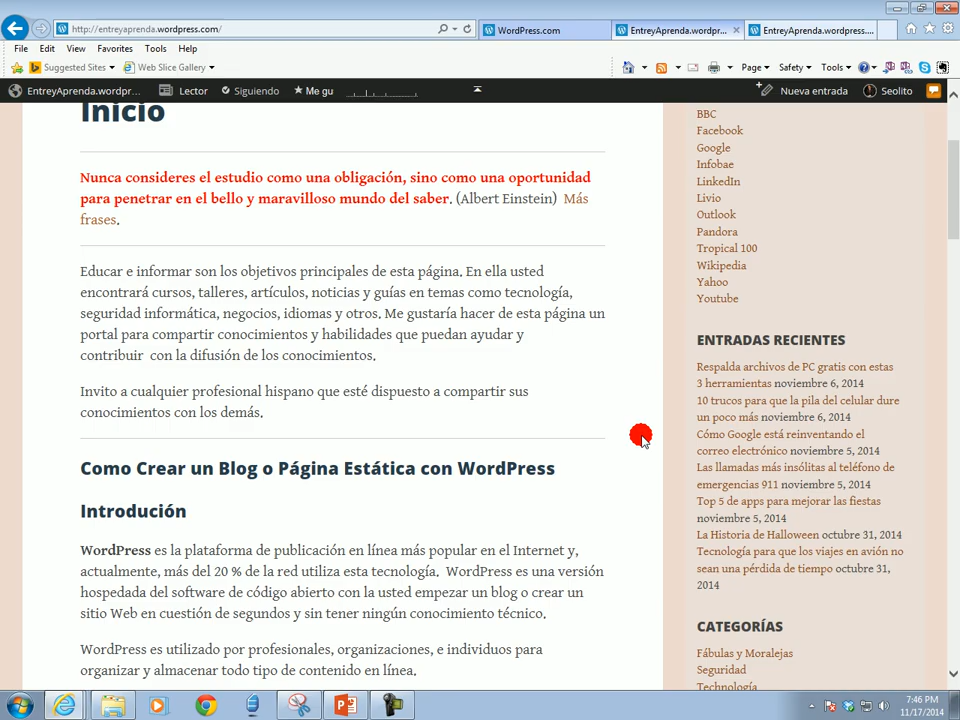 http://entreyaprenda.wordpress.com/
WordPress.com
EntreyAprenda.wordpr...
EntreyAprenda.wordpress....
File Edit View Favorites Tools Help
Suggested Sites
Web Slice Gallery
Page Safety Tools
EntreyAprenda.wordpr...
Lector
Siguiendo
Me gu
Nueva entrada
Seolito
Inicio
Nunca consideres el estudio como una obligación, sino como una oportunidad
para penetrar en el bello y maravilloso mundo del saber. (Albert Einstein) Más
frases.
Educar e informar son los objetivos principales de esta página. En ella usted
encontrará cursos, talleres, artículos, noticias y guías en temas como tecnología,
seguridad informática, negocios, idiomas y otros. Me gustaría hacer de esta página un
portal para compartir conocimientos y habilidades que puedan ayudar y
contribuir con la difusión de los conocimientos.
Invito a cualquier profesional hispano que esté dispuesto a compartir sus
conocimientos con los demás.
Como Crear un Blog o Página Estática con WordPress
Introdución
WordPress es la plataforma de publicación en línea más popular en el Internet y,
actualmente, más del 20 % de la red utiliza esta tecnología. WordPress es una versión
hospedada del software de código abierto con la usted empezar un blog o crear un
sitio Web en cuestión de segundos y sin tener ningún conocimiento técnico.
WordPress es utilizado por profesionales, organizaciones, e individuos para
organizar y almacenar todo tipo de contenido en línea.
BBC
Facebook
Google
Infobae
LinkedIn
Livio
Outlook
Pandora
Tropical 100
Wikipedia
Yahoo
Youtube
ENTRADAS RECIENTES
Respalda archivos de PC gratis con estas
3 herramientas noviembre 6, 2014
10 trucos para que la pila del celular dure
un poco más noviembre 6, 2014
Cómo Google está reinventando el
correo electrónico noviembre 5, 2014
Las llamadas más insólitas al teléfono de
emergencias 911 noviembre 5, 2014
Top 5 de apps para mejorar las fiestas
noviembre 5, 2014
La Historia de Halloween octubre 31, 2014
Tecnología para que los viajes en avión no
sean una pérdida de tiempo octubre 31,
2014
CATEGORÍAS
Fábulas y Moralejas
Seguridad
Tecnología
7:46 PM
11/17/2014